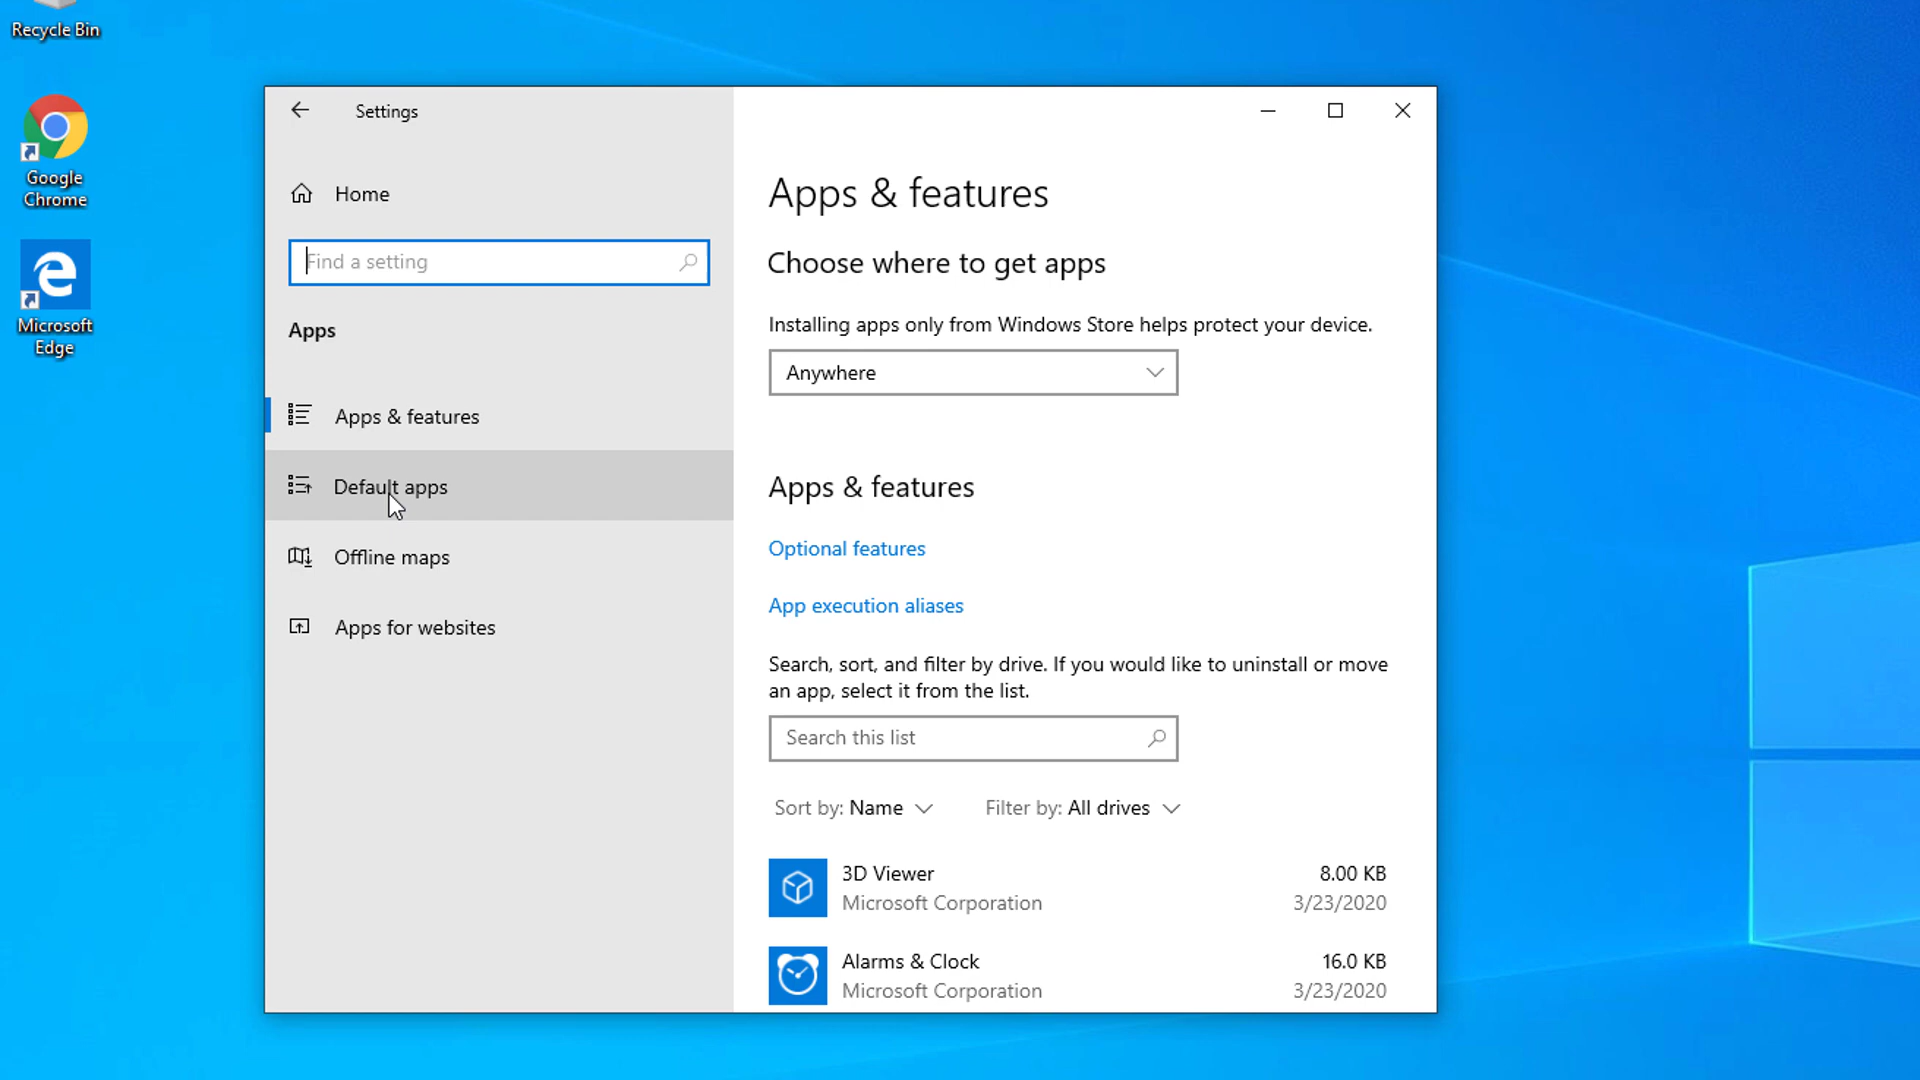 Recycle Bin
Google
Chrome
Microsoft
Edge
Settings
Home
Find a setting
Apps
Apps & features
Default apps
Offline maps
Apps for websites
Apps & features
Choose where to get apps
Installing apps only from Windows Store helps protect your device.
Anywhere
Apps & features
Optional features
App execution aliases
Search, sort, and filter by drive. If you would like to uninstall or move
an app, select it from the list.
Search this list
Sort by: Name
Filter by: All drives
3D Viewer
8.00 KB
Microsoft Corporation
3/23/2020
Alarms & Clock
16.0 KB
Microsoft Corporation
3/23/2020